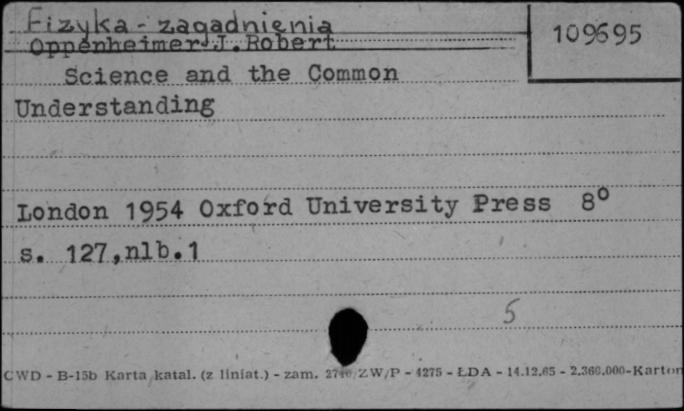 Fizyka - zagadnienia
109695
Oppenheimer J. Robert
Science and the Common
Understanding
London 1954 Oxford University Press 8°
s. 127,nlb.1
5
CWD - B-15b Karta katal. (z liniat.) - zam. ZW/P - 4275 - ŁDA - 14.12.65 - 2.360.000-Karton